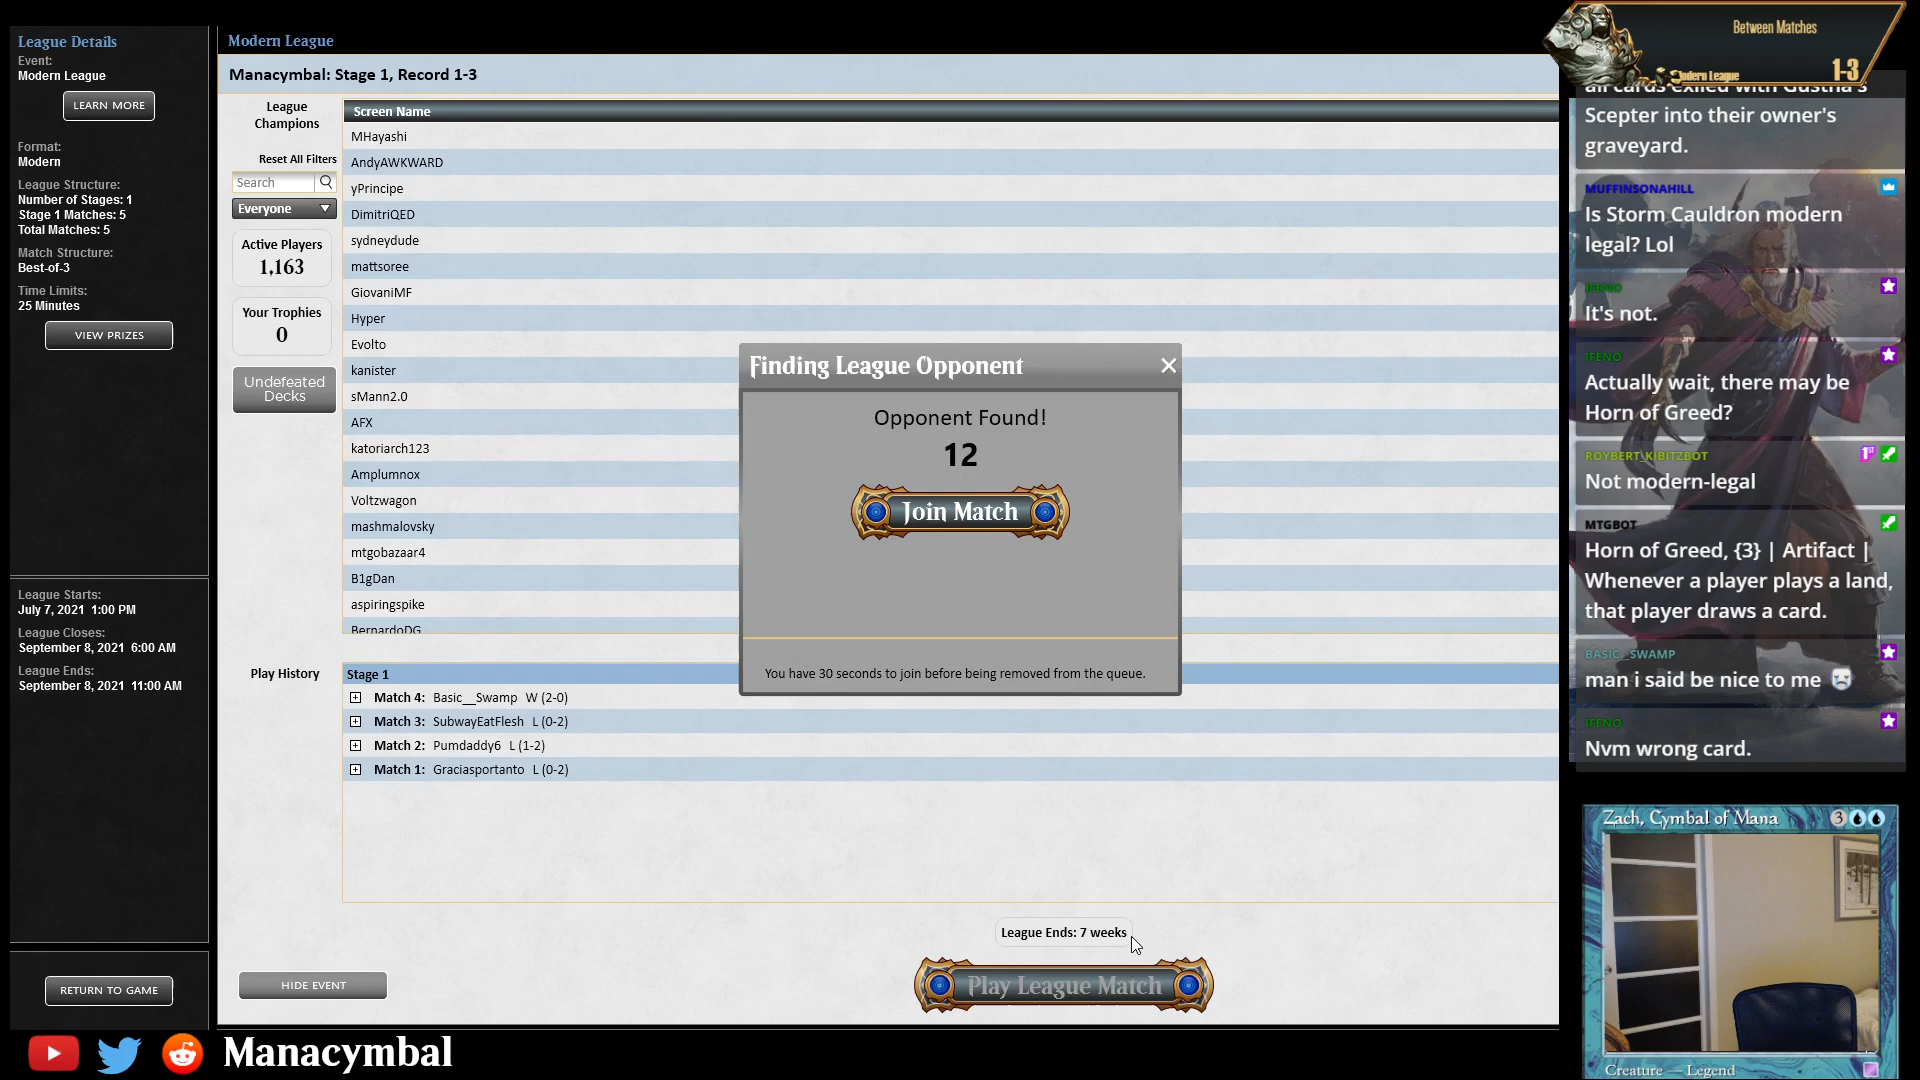 League Details
Event:
Modern League
LEARN MORE
Format:
Modern
League Structure:
Number of Stages: 1
Stage 1 Matches: 5
Total Matches: 5
Match Structure:
Best-of-3
Time Limits:
25 Minutes
VIEW PRIZES
League Starts:
July 7, 2021 1:00 PM
League Closes:
September 8, 2021 6:00 AM
League Ends:
September 8, 2021 11:00 AM
RETURN TO GAME
Modern League
Manacymbal: Stage 1, Record 1-3
League
Champions
Reset All Filters
Search
Everyone
Active Players
1,163
Your Trophies
0
Undefeated
Decks
Screen Name
MHayashi
AndyAWKWARD
yPrincipe
DimitriQED
sydneydude
mattsoree
GiovaniMF
Hyper
Evolto
kanister
sMann2.0
AFX
katoriarch123
Amplumnox
Voltzwagon
mashmalovsky
mtgobazaar4
B1gDan
aspiringspike
BernardoDG
Finding League Opponent
Opponent Found!
12
Join Match
You have 30 seconds to join before being removed from the queue.
Play History
Stage 1
Match 4: Basic__Swamp W (2-0)
Match 3: SubwayEatFlesh L (0-2)
Match 2: Pumdaddy6 L (1-2)
Match 1: Graciasportanto L (0-2)
League Ends: 7 weeks
HIDE EVENT
Play League Match
Manacymbal
Between Matches
Modern League
1-3
all cards exiled with Gustha's
Scepter into their owner's
graveyard.
MUFFINSONAHILL
Is Storm Cauldron modern
legal? Lol
IFENO
It's not.
IFENO
Actually wait, there may be
Horn of Greed?
ROYBERT_KIBITZBOT
1ST
Not modern-legal
MTGBOT
Horn of Greed, {3} | Artifact |
Whenever a player plays a land,
that player draws a card.
BASIC__SWAMP
man i said be nice to me
IFENO
Nvm wrong card.
Zach, Cymbal of Mana
3
Creature — Legend